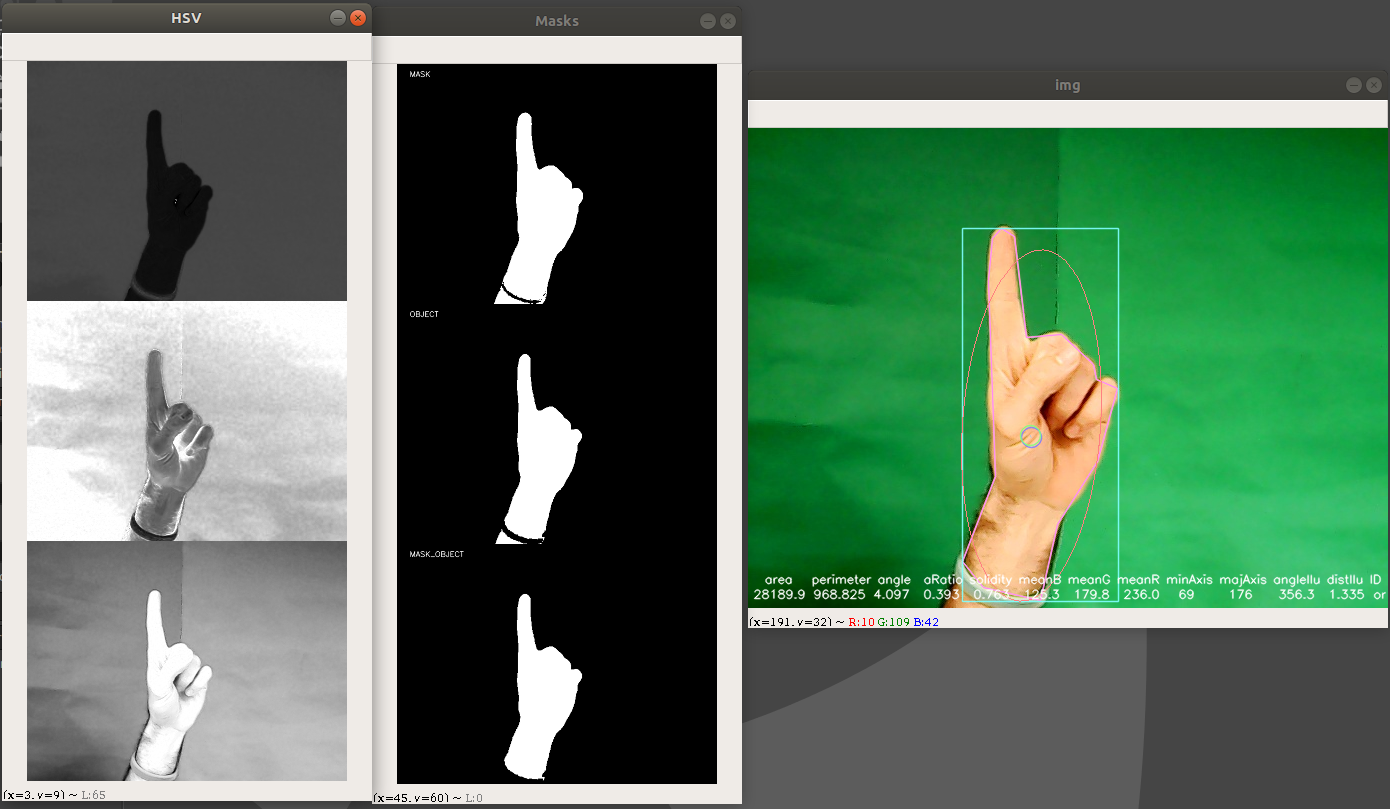 HSV
Masks
MASK
OBJECT
MASK_OBJECT
img
area perimeter angle aRatio solidity meanB meanG meanR minAxis majAxis angleIlu distIlu ID
28189.9 968.825 4.097 0.393 0.763 125.3 179.8 236.0 69 176 356.3 1.335 or
(x=191, y=32) ~ R:10 G:109 B:42
(x=3, y=9) ~ L:65
(x=45, y=60) ~ L:0